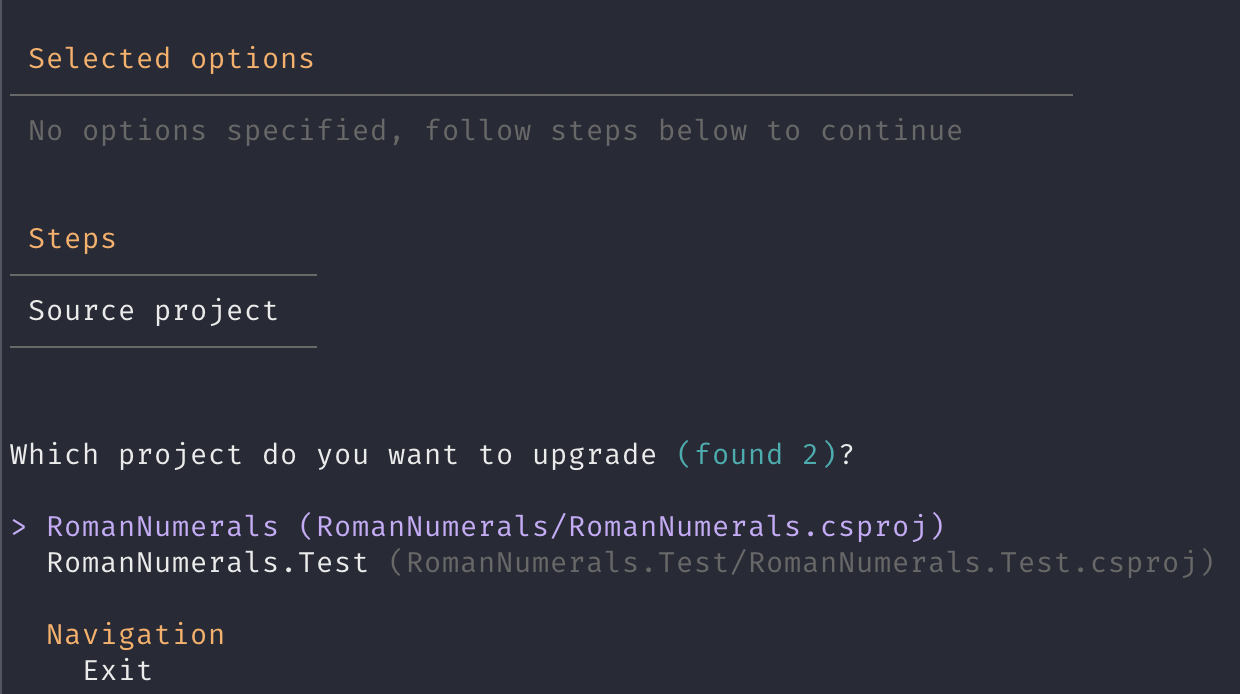 Selected options
No options specified, follow steps below to continue
Steps
Source project
Which project do you want to upgrade (found 2)?
> RomanNumerals (RomanNumerals/RomanNumerals.csproj)
RomanNumerals.Test (RomanNumerals.Test/RomanNumerals.Test.csproj)
Navigation
Exit